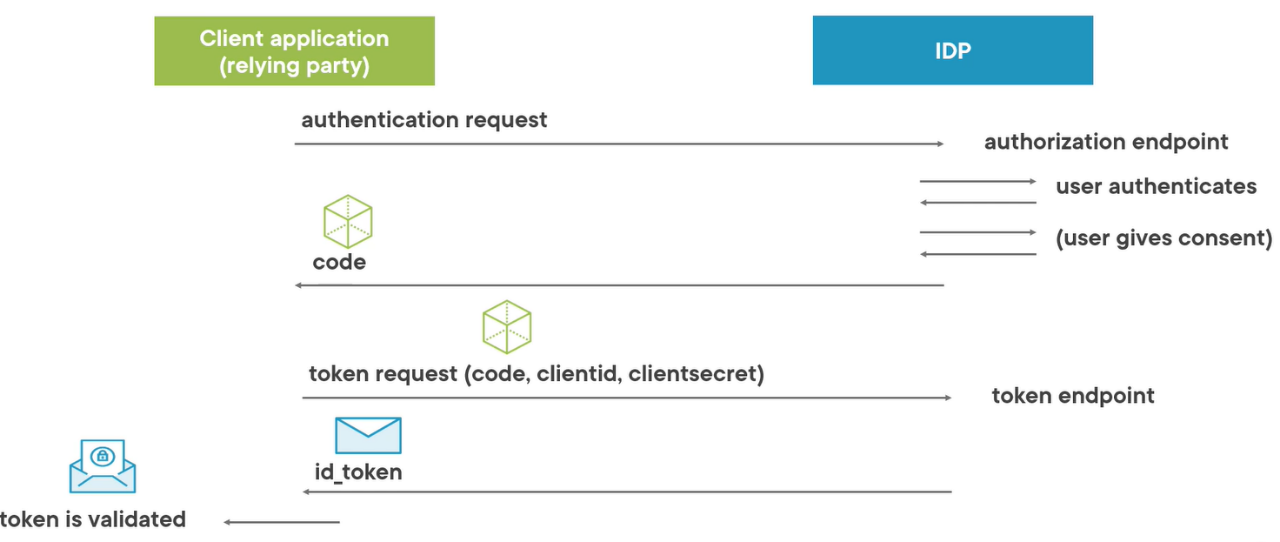 Client application
(relying party)
IDP
authentication request
authorization endpoint
user authenticates
(user gives consent)
code
token request (code, clientid, clientsecret)
token endpoint
id_token
token is validated